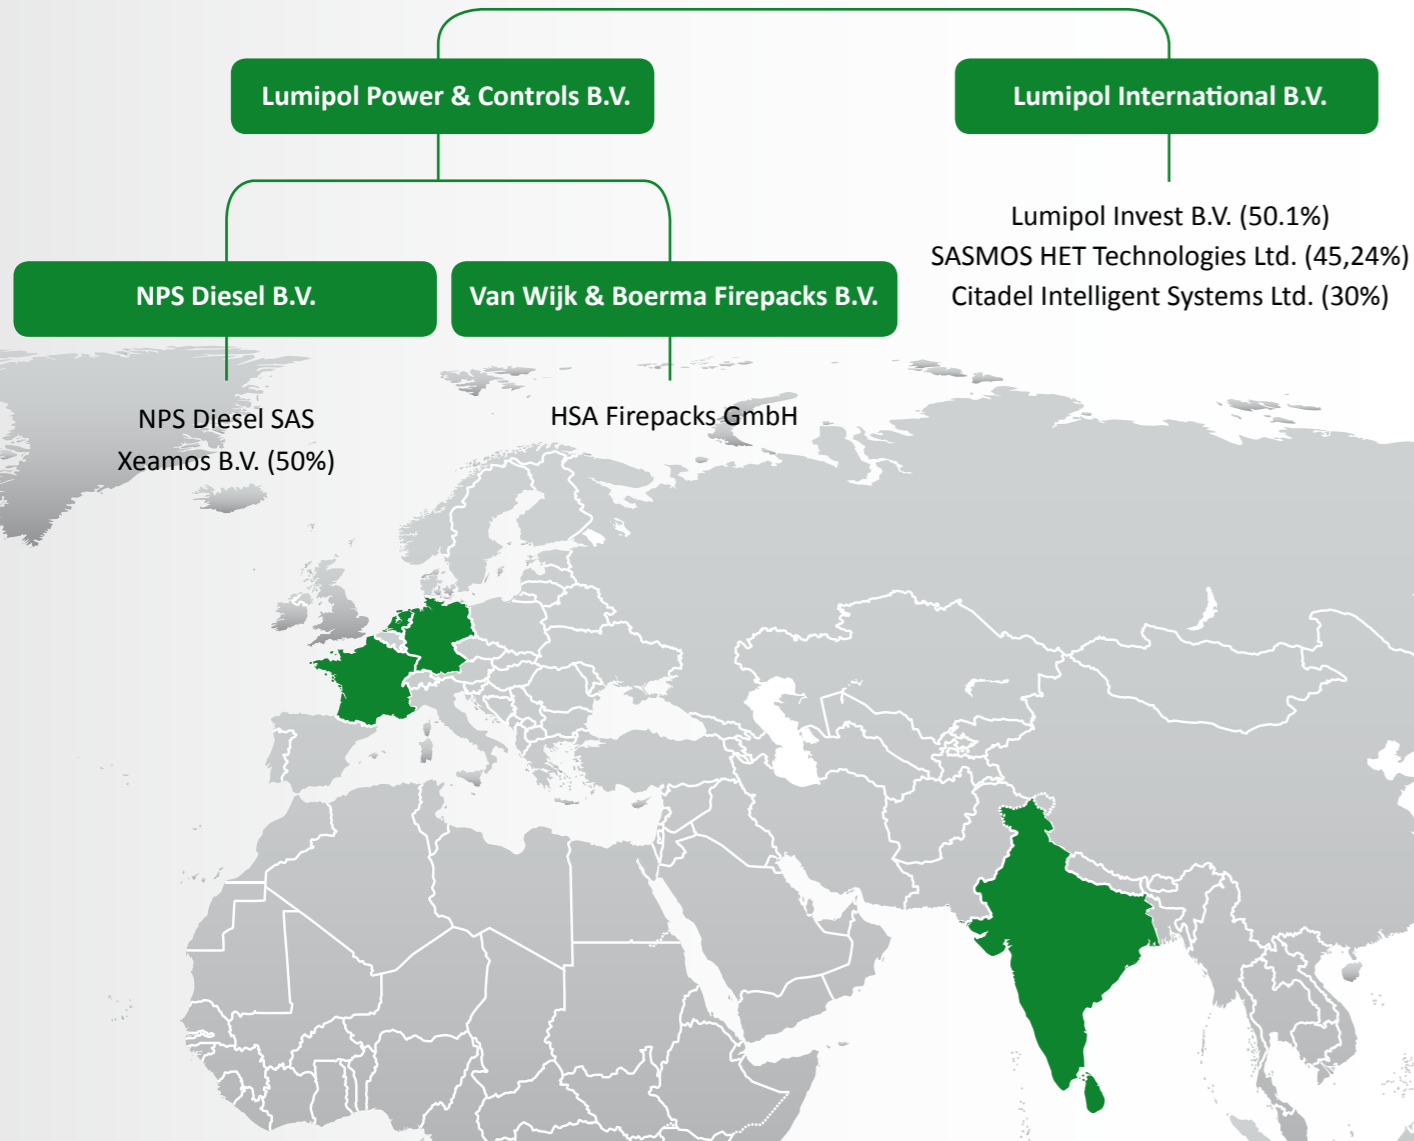 Lumipol Power & Controls B.V.
Lumipol International B.V.
Lumipol Invest B.V. (50.1%)
SASMOS HET Technologies Ltd. (45,24%)
Citadel Intelligent Systems Ltd. (30%)
NPS Diesel B.V.
Van Wijk & Boerma Firepacks B.V.
NPS Diesel SAS
Xeamos B.V. (50%)
HSA Firepacks GmbH